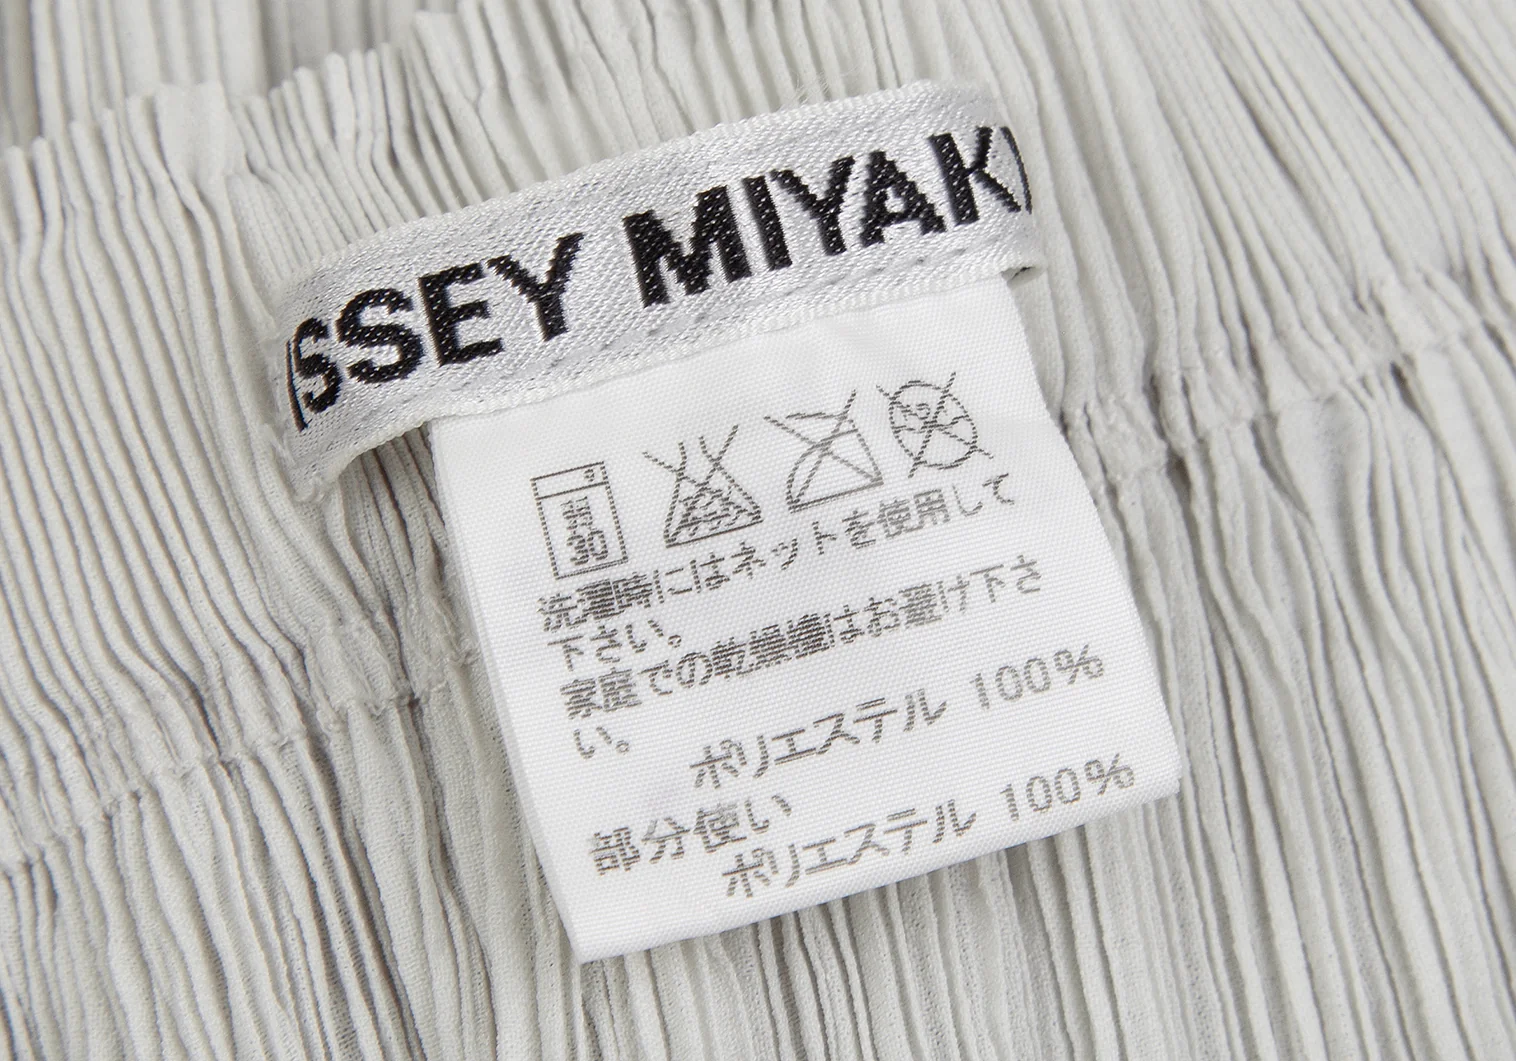 ISSEY MIYAKE
弱
30
洗濯時にはネットを使用して
下さい。
家庭での乾燥機はお避け下さ
い。
ポリエステル 100%
部分使い
ポリエステル 100%